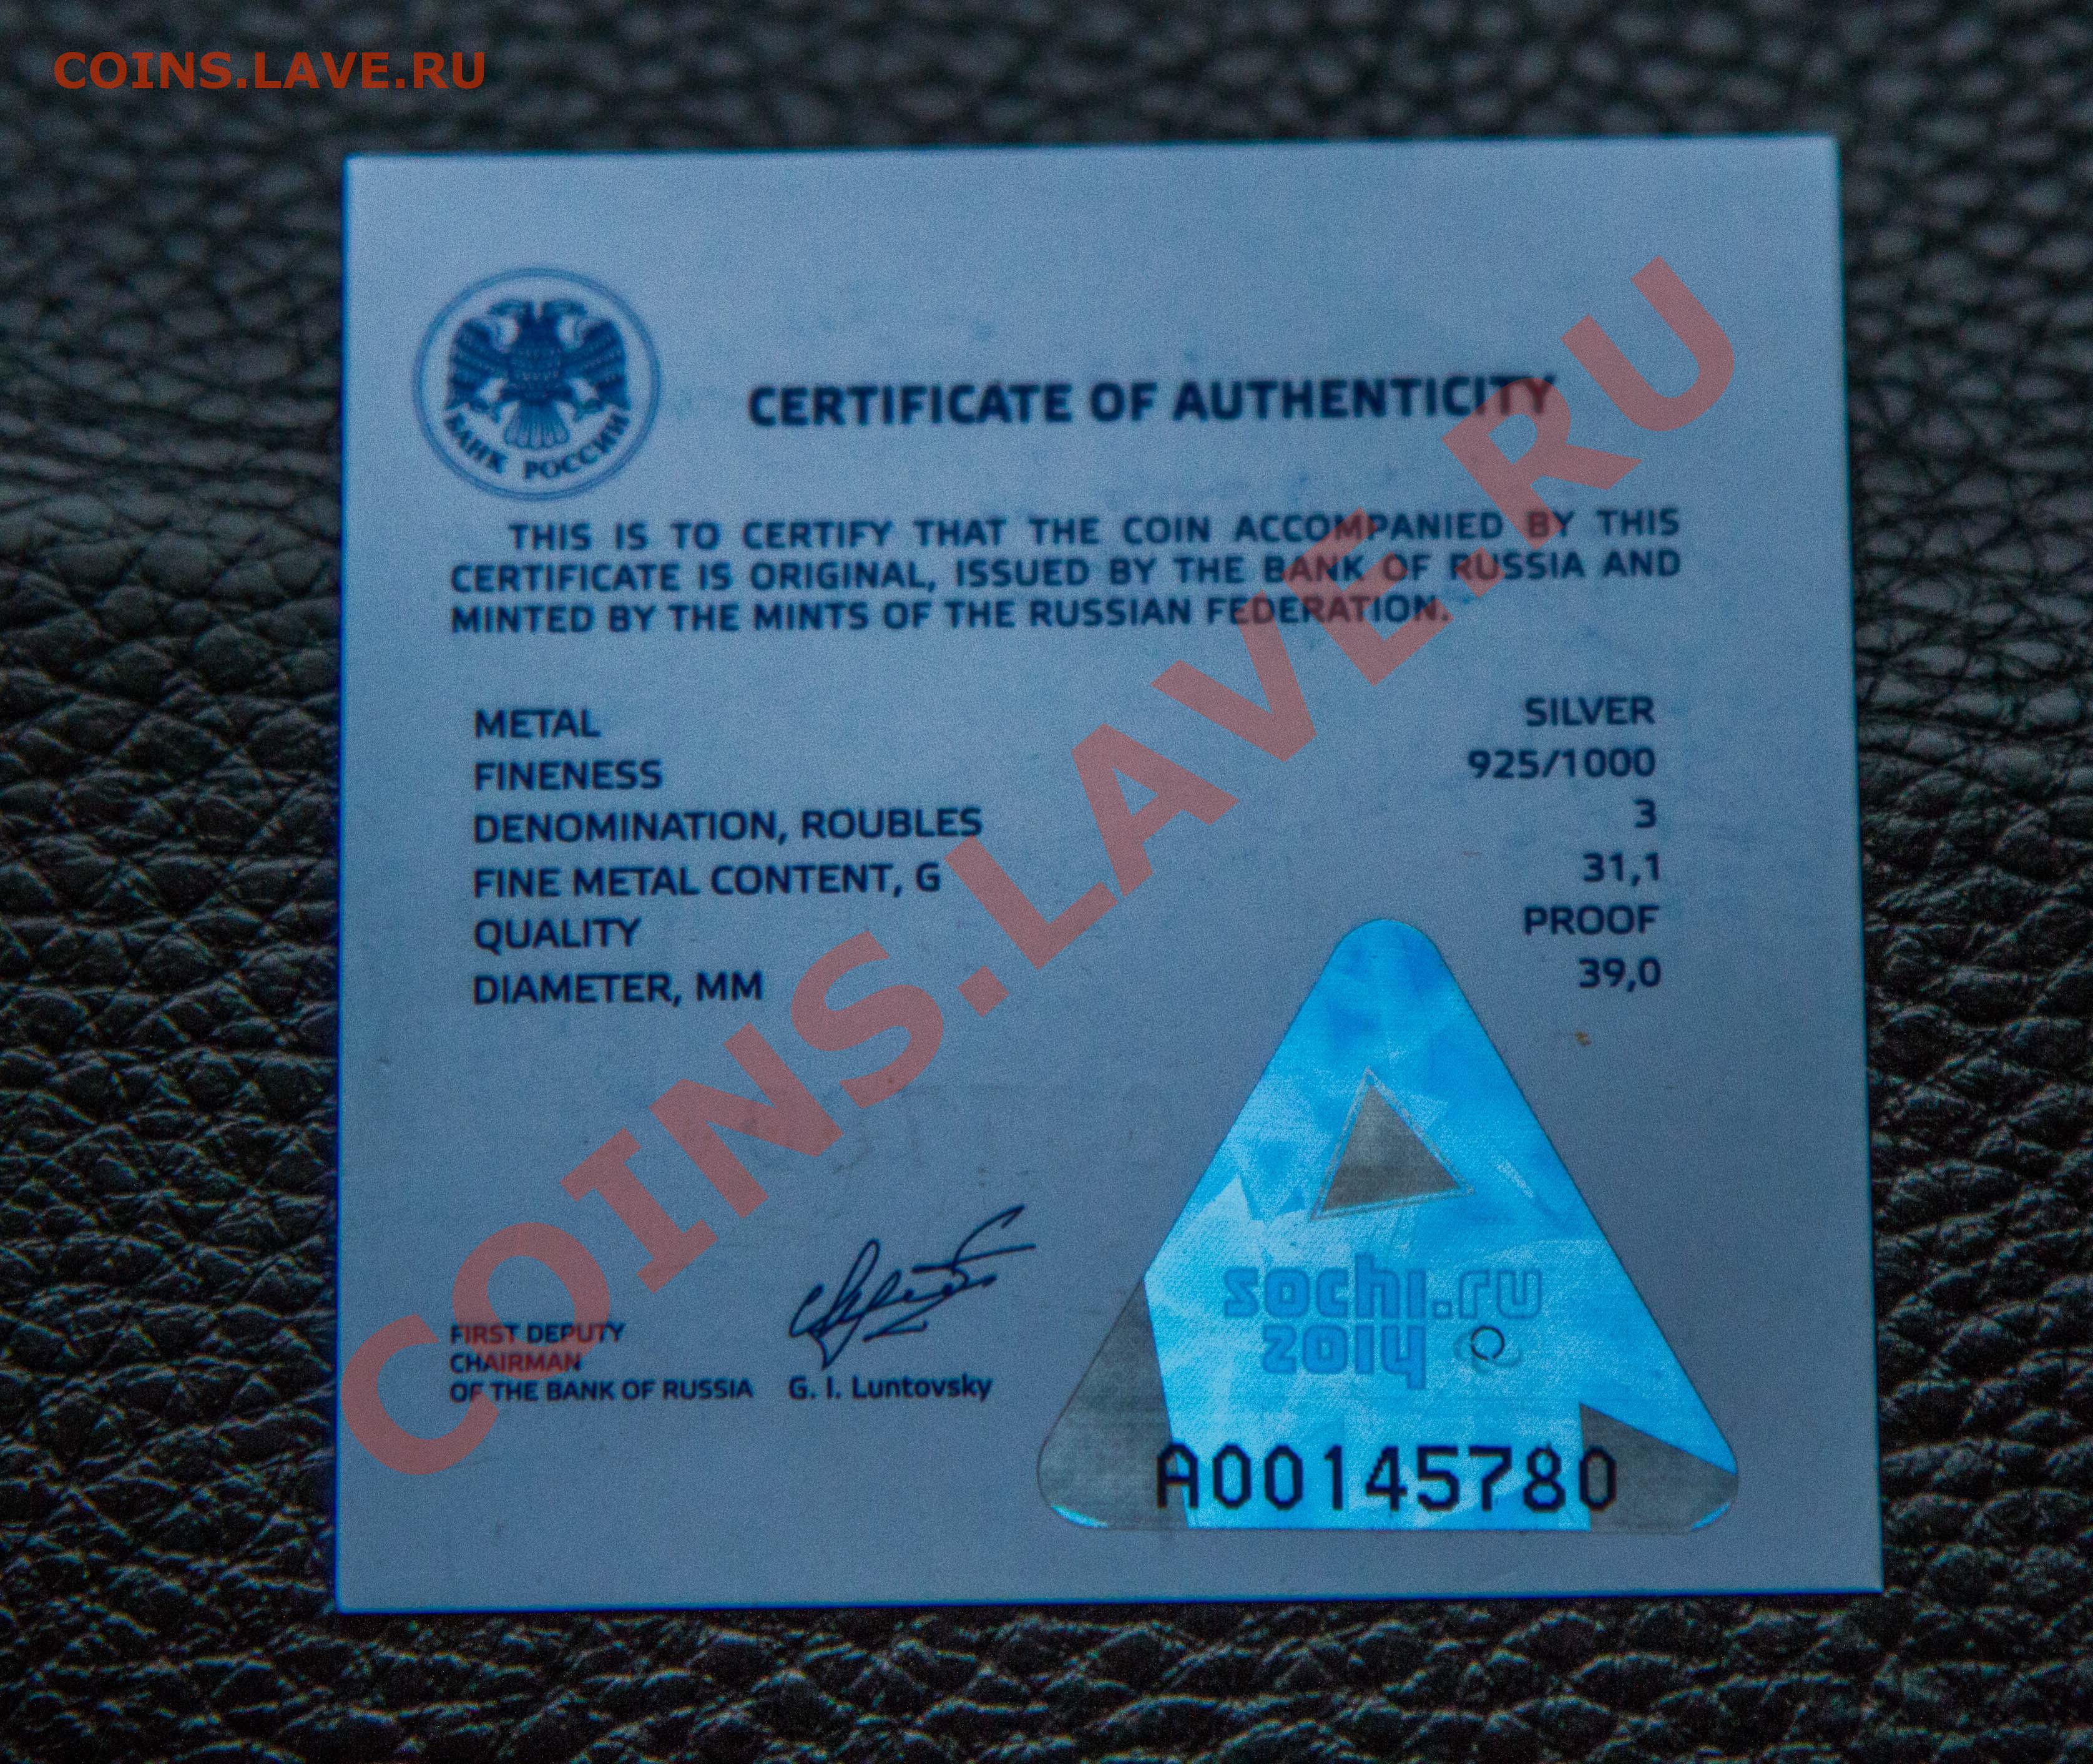 COINS.LAVE.RU
БАНК РОССИИ
CERTIFICATE OF AUTHENTICITY
THIS IS TO CERTIFY THAT THE COIN ACCOMPANIED BY THIS
CERTIFICATE IS ORIGINAL, ISSUED BY THE BANK OF RUSSIA AND
MINTED BY THE MINTS OF THE RUSSIAN FEDERATION.
METAL SILVER
FINENESS 925/1000
DENOMINATION, ROUBLES 3
FINE METAL CONTENT, G 31,1
QUALITY PROOF
DIAMETER, MM 39,0
COINS.LAVE.RU
FIRST DEPUTY
CHAIRMAN
OF THE BANK OF RUSSIA G. I. Luntovsky
sochi.ru
2014
A00145780